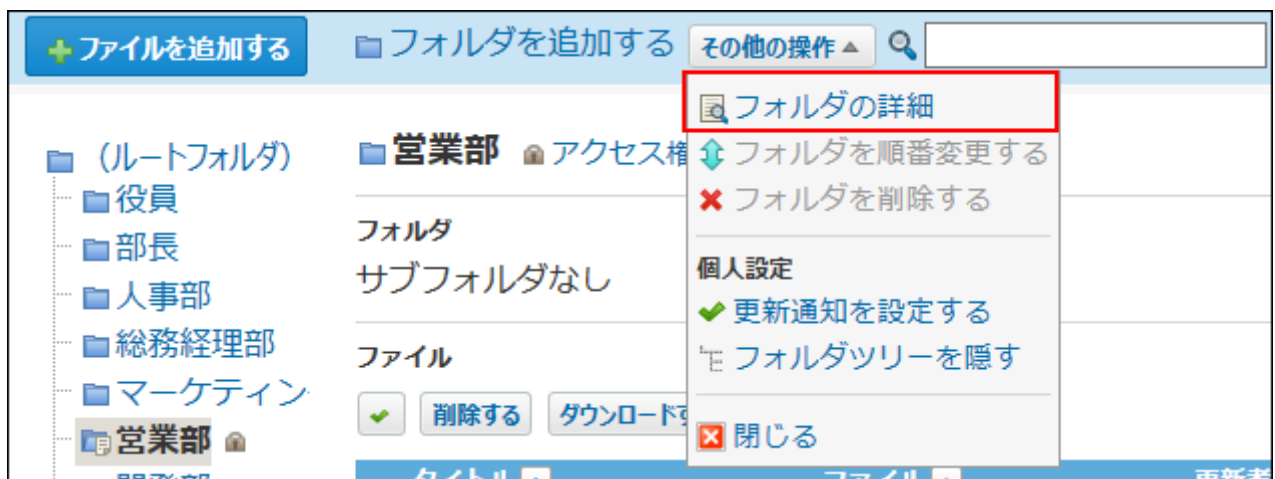 ファイルを追加する
フォルダを追加する
その他の操作
(ルートフォルダ)
役員
部長
人事部
総務経理部
マーケティン
営業部
営業部
アクセス権
フォルダ
サブフォルダなし
ファイル
削除する
ダウンロードす
フォルダの詳細
フォルダを順番変更する
フォルダを削除する
個人設定
更新通知を設定する
フォルダツリーを隠す
閉じる
タイトル
ファイル
更新者